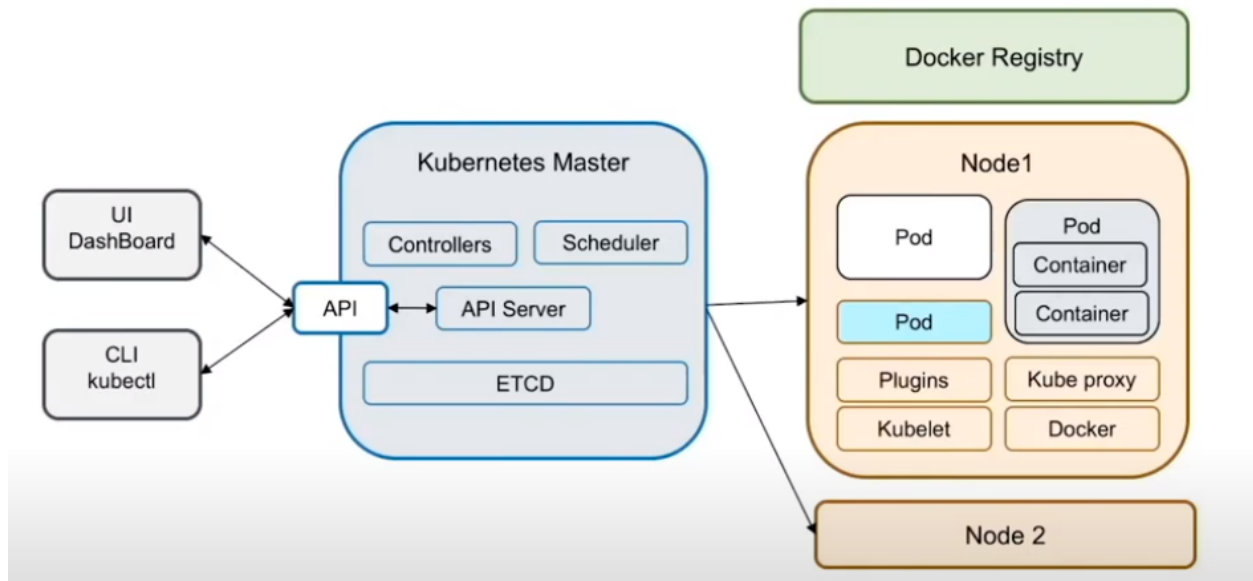 Docker Registry
Kubernetes Master
Node1
UI
DashBoard
Controllers
Scheduler
Pod
Pod
Container
Container
API
API Server
Pod
CLI
kubectl
ETCD
Plugins
Kube proxy
Kubelet
Docker
Node 2